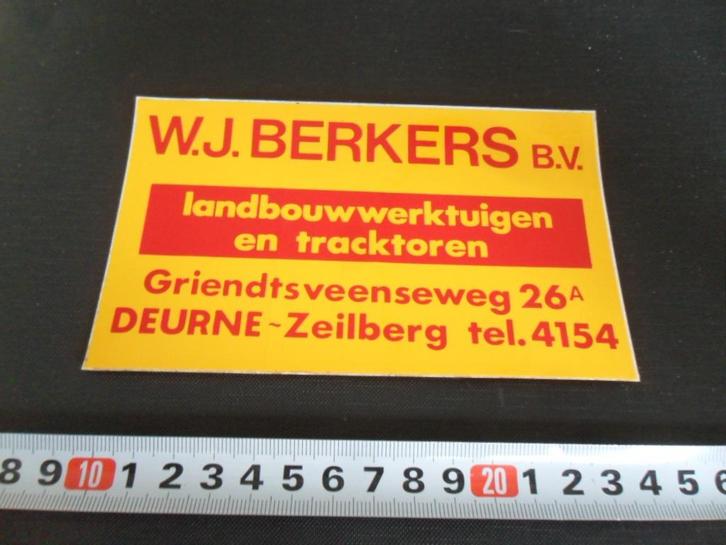 W.J. BERKERS B.V.
landbouwwerktuigen
en tracktoren
Griendtsveenseweg 26A
DEURNE ~ Zeilberg tel. 4154
8 9 10 1 2 3 4 5 6 7 8 9 20 1 2 3 4 5 6